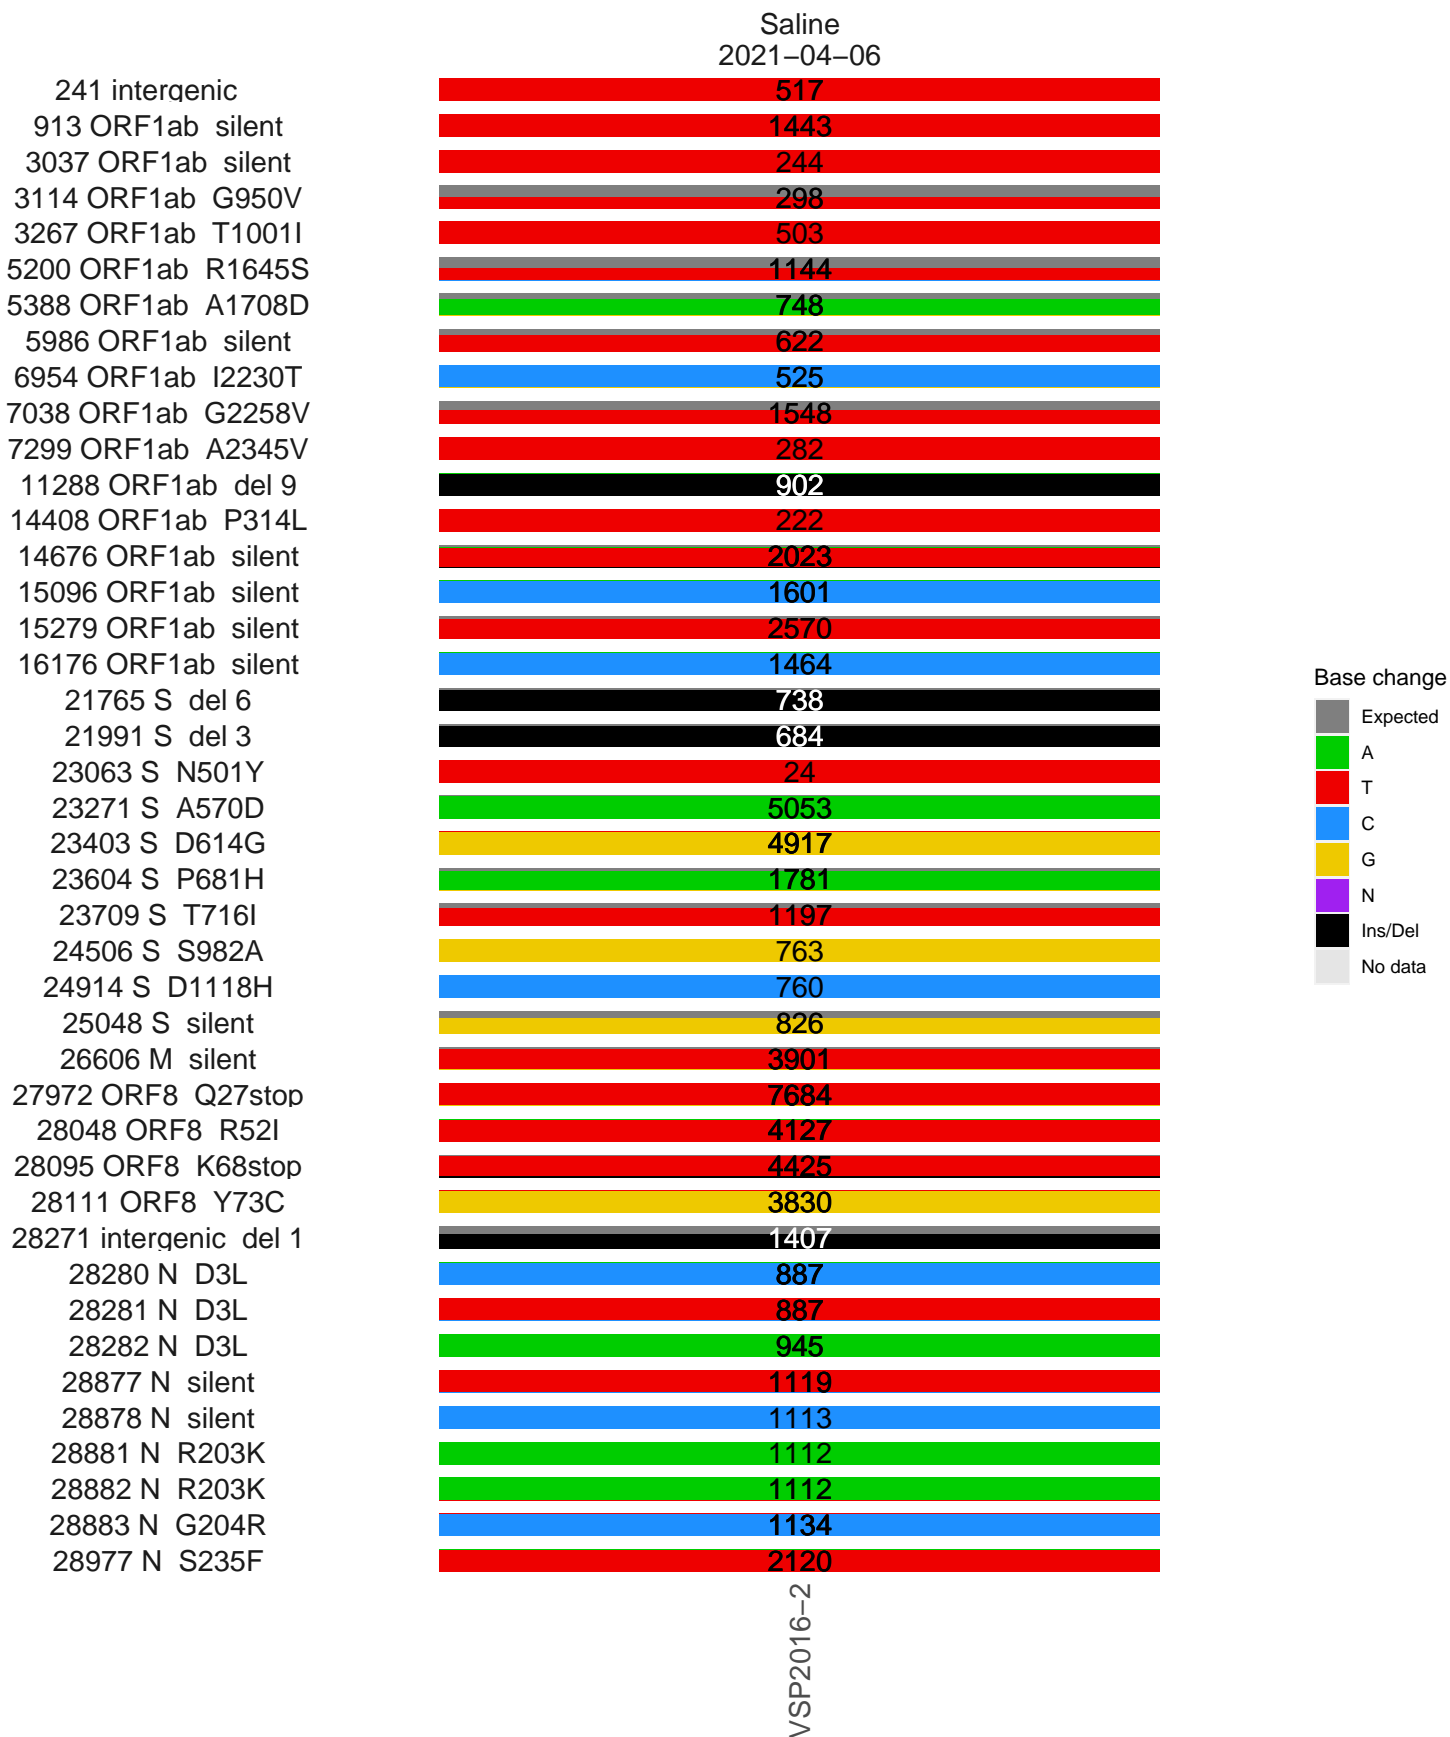 Saline
2021−04−06
241 intergenic 517
913 ORF1ab silent 1443
3037 ORF1ab silent 244
3114 ORF1ab G950V 298
3267 ORF1ab T1001I 503
5200 ORF1ab R1645S 1144
5388 ORF1ab A1708D 748
5986 ORF1ab silent 622
6954 ORF1ab I2230T 525
7038 ORF1ab G2258V 1548
7299 ORF1ab A2345V 282
11288 ORF1ab del 9 902
14408 ORF1ab P314L 222
14676 ORF1ab silent 2023
15096 ORF1ab silent 1601
15279 ORF1ab silent 2570
16176 ORF1ab silent 1464
21765 S del 6 738
21991 S del 3 684
23063 S N501Y 24
23271 S A570D 5053
23403 S D614G 4917
23604 S P681H 1781
23709 S T716I 1197
24506 S S982A 763
24914 S D1118H 760
25048 S silent 826
26606 M silent 3901
27972 ORF8 Q27stop 7684
28048 ORF8 R52I 4127
28095 ORF8 K68stop 4425
28111 ORF8 Y73C 3830
28271 intergenic del 1 1407
28280 N D3L 887
28281 N D3L 887
28282 N D3L 945
28877 N silent 1119
28878 N silent 1113
28881 N R203K 1112
28882 N R203K 1112
28883 N G204R 1134
28977 N S235F 2120
VSP2016−2
Base change
Expected
A
T
C
G
N
Ins/Del
No data